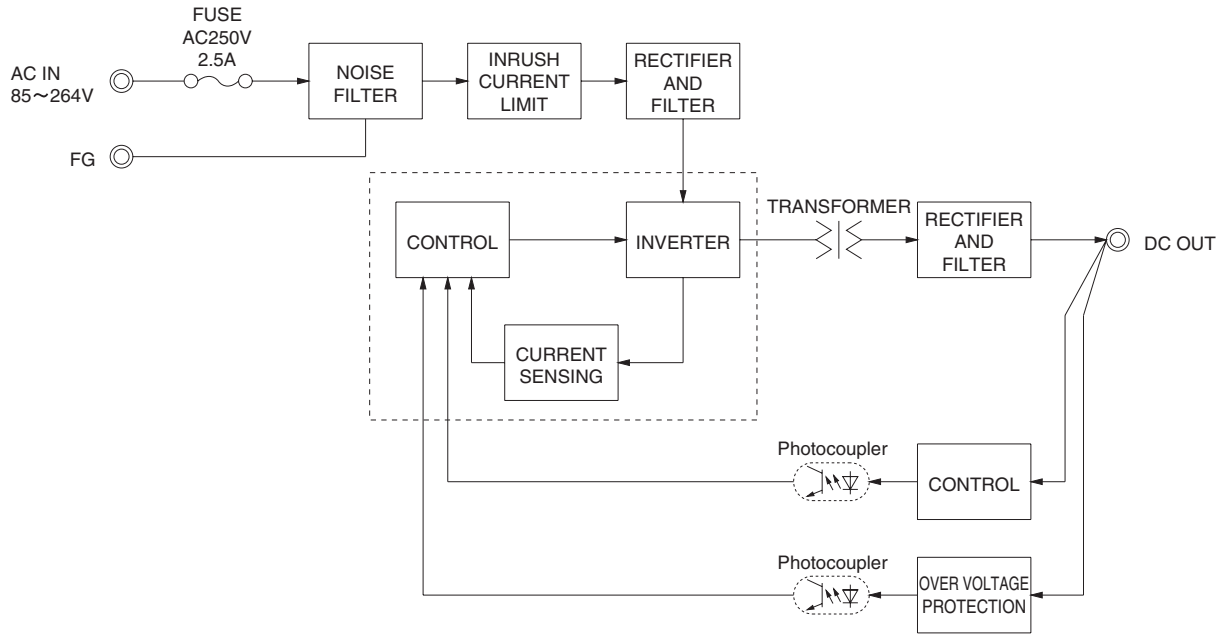 FUSE
AC250V
2.5A
AC IN
85～264V
NOISE
FILTER
INRUSH
CURRENT
LIMIT
RECTIFIER
AND
FILTER
FG
CONTROL
INVERTER
TRANSFORMER
RECTIFIER
AND
FILTER
DC OUT
CURRENT
SENSING
Photocoupler
CONTROL
Photocoupler
OVER VOLTAGE
PROTECTION